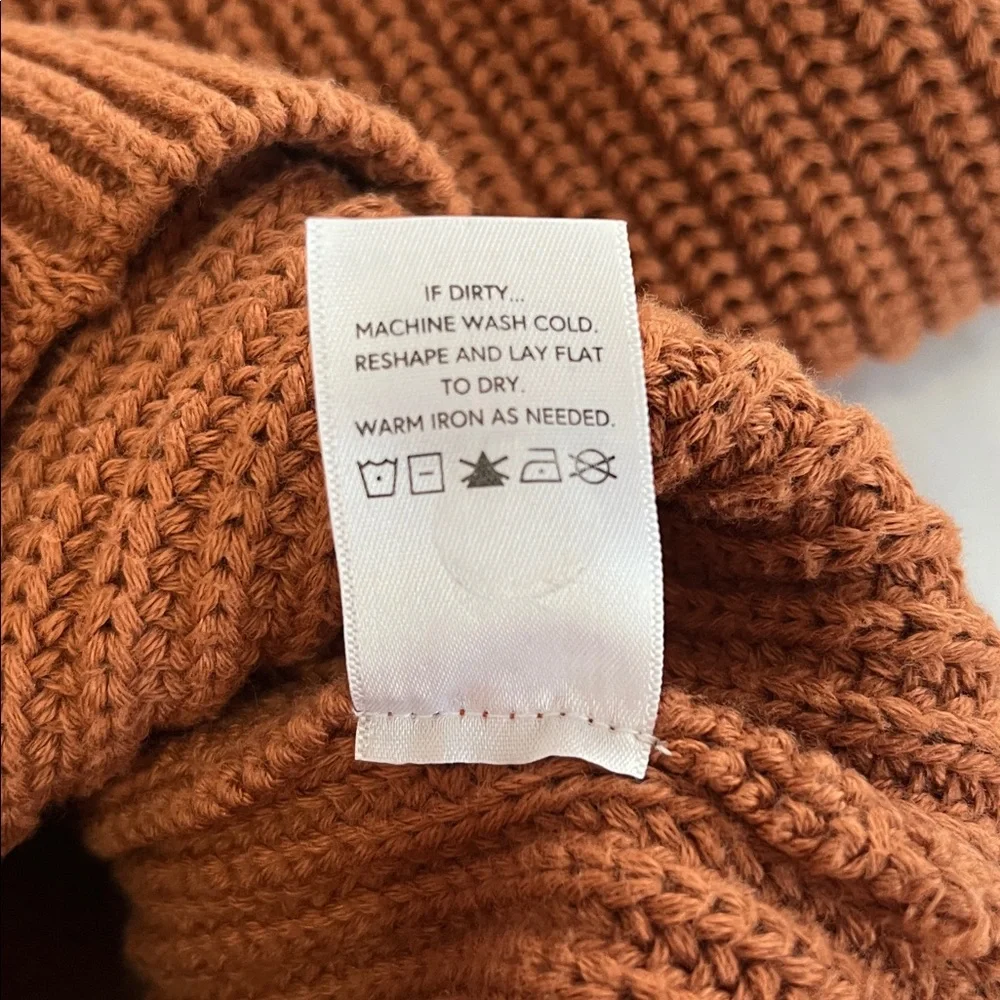 IF DIRTY...
MACHINE WASH COLD.
RESHAPE AND LAY FLAT
TO DRY.
WARM IRON AS NEEDED.